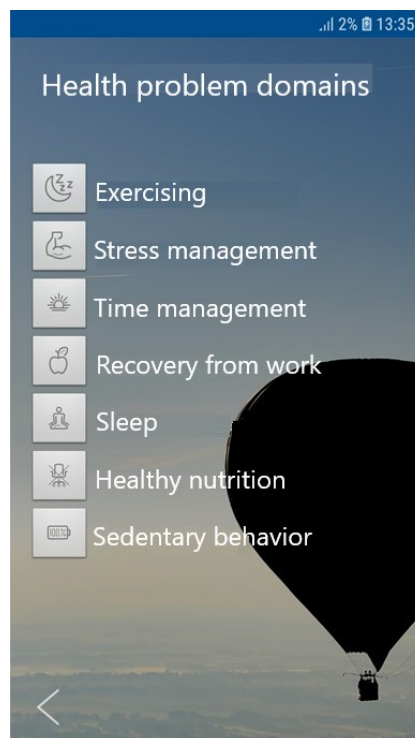 2% 13:35
Health problem domains
Exercising
Stress management
Time management
Recovery from work
Sleep
Healthy nutrition
Sedentary behavior